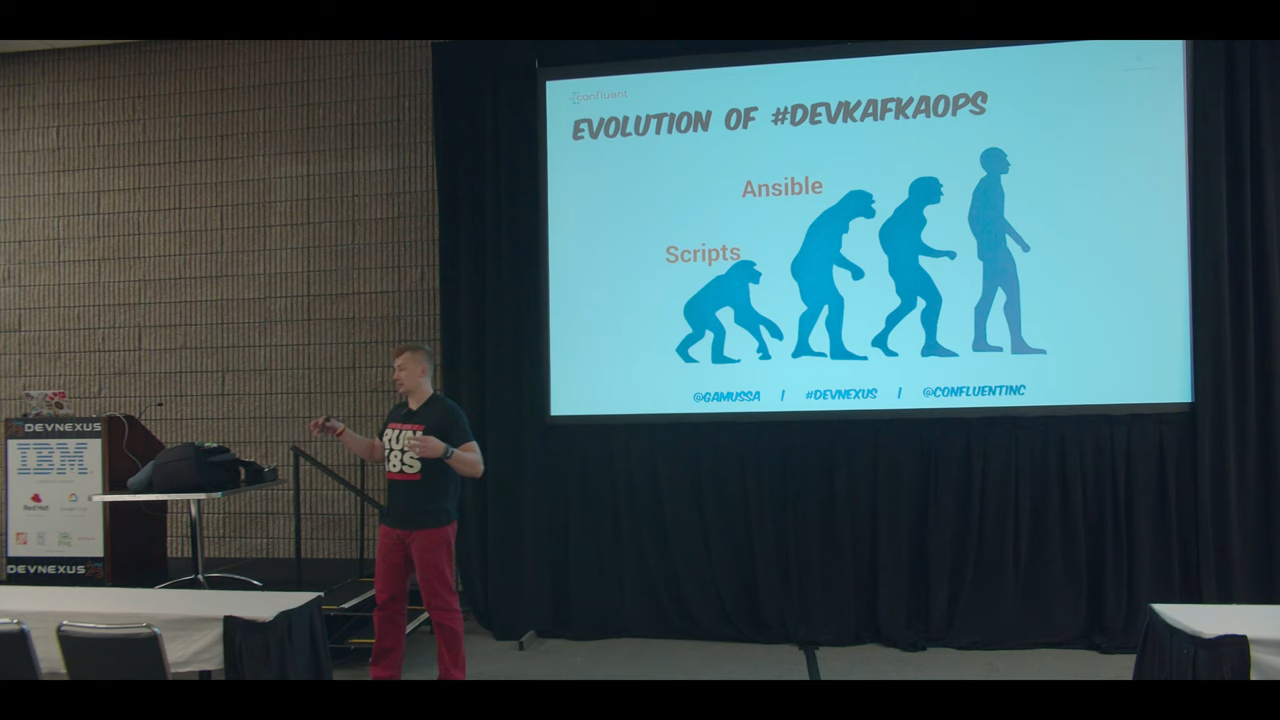 confluent
EVOLUTION OF #DEVKAFKAOPS
Ansible
Scripts
@GAMUSSA | #DEVNEXUS | @CONFLUENTINC
RUN
K8S
DEVNEXUS
IBM
Red Hat
DEVNEXUS